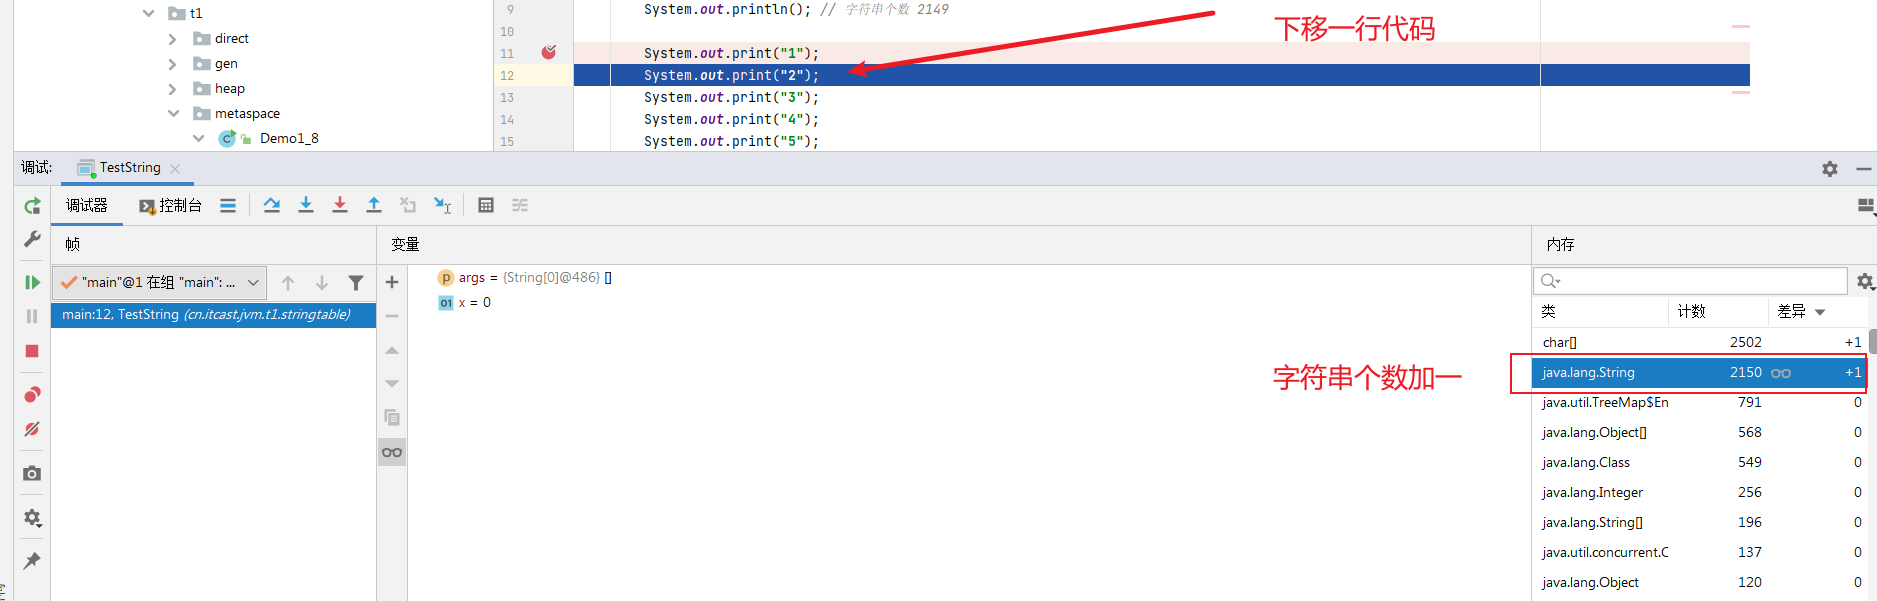 t1
direct
gen
heap
metaspace
Demo1_8
9 System.out.println(); // 字符串个数 2149
10
11 System.out.print("1");
12 System.out.print("2");
13 System.out.print("3");
14 System.out.print("4");
15 System.out.print("5");
下移一行代码
调试: TestString
调试器 控制台
帧 变量 内存
"main"@1 在组 "main": ...
main:12, TestString (cn.itcast.jvm.t1.stringtable)
p args = {String[0]@486} []
01 x = 0
字符串个数加一
类 计数 差异
char[] 2502 +1
java.lang.String 2150 +1
java.util.TreeMap$En 791 0
java.lang.Object[] 568 0
java.lang.Class 549 0
java.lang.Integer 256 0
java.lang.String[] 196 0
java.util.concurrent.C 137 0
java.lang.Object 120 0